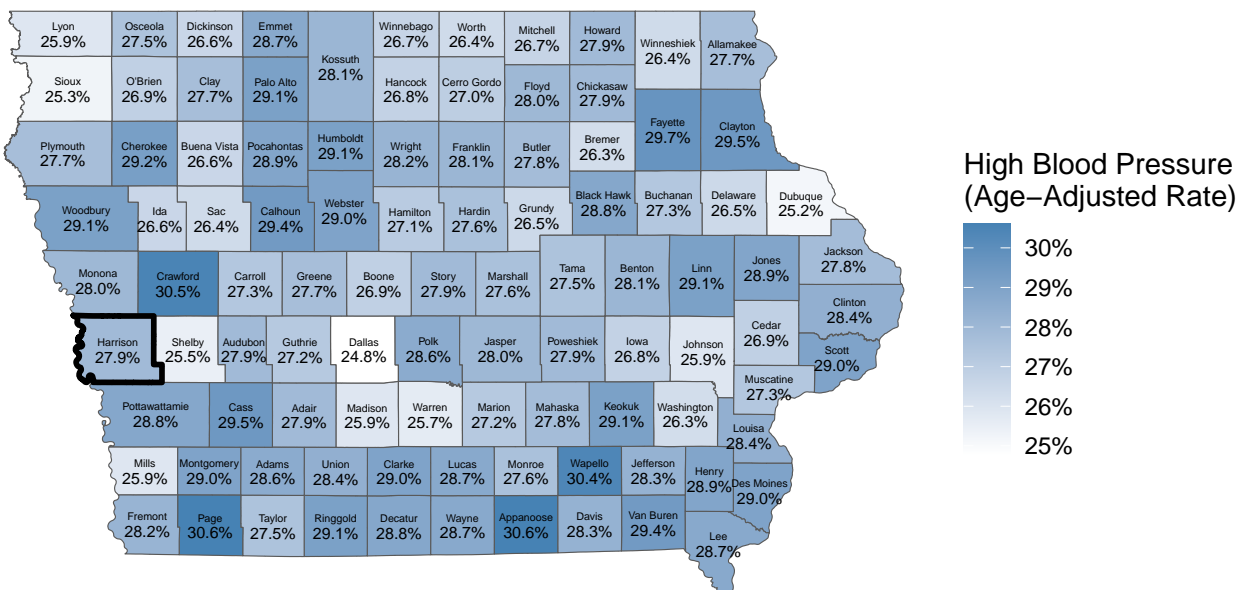 Lyon
25.9%
Osceola
27.5%
Dickinson
26.6%
Emmet
28.7%
Kossuth
28.1%
Winnebago
26.7%
Worth
26.4%
Mitchell
26.7%
Howard
27.9%
Winneshiek
26.4%
Allamakee
27.7%
Sioux
25.3%
O'Brien
26.9%
Clay
27.7%
Palo Alto
29.1%
Hancock
26.8%
Cerro Gordo
27.0%
Floyd
28.0%
Chickasaw
27.9%
Fayette
29.7%
Clayton
29.5%
Plymouth
27.7%
Cherokee
29.2%
Buena Vista
26.6%
Pocahontas
28.9%
Humboldt
29.1%
Wright
28.2%
Franklin
28.1%
Butler
27.8%
Bremer
26.3%
Woodbury
29.1%
Ida
26.6%
Sac
26.4%
Calhoun
29.4%
Webster
29.0%
Hamilton
27.1%
Hardin
27.6%
Grundy
26.5%
Black Hawk
28.8%
Buchanan
27.3%
Delaware
26.5%
Dubuque
25.2%
Monona
28.0%
Crawford
30.5%
Carroll
27.3%
Greene
27.7%
Boone
26.9%
Story
27.9%
Marshall
27.6%
Tama
27.5%
Benton
28.1%
Linn
29.1%
Jones
28.9%
Jackson
27.8%
Clinton
28.4%
Harrison
27.9%
Shelby
25.5%
Audubon
27.9%
Guthrie
27.2%
Dallas
24.8%
Polk
28.6%
Jasper
28.0%
Poweshiek
27.9%
Iowa
26.8%
Johnson
25.9%
Cedar
26.9%
Scott
29.0%
Muscatine
27.3%
Pottawattamie
28.8%
Cass
29.5%
Adair
27.9%
Madison
25.9%
Warren
25.7%
Marion
27.2%
Mahaska
27.8%
Keokuk
29.1%
Washington
26.3%
Louisa
28.4%
Mills
25.9%
Montgomery
29.0%
Adams
28.6%
Union
28.4%
Clarke
29.0%
Lucas
28.7%
Monroe
27.6%
Wapello
30.4%
Jefferson
28.3%
Henry
28.9%
Des Moines
29.0%
Fremont
28.2%
Page
30.6%
Taylor
27.5%
Ringgold
29.1%
Decatur
28.8%
Wayne
28.7%
Appanoose
30.6%
Davis
28.3%
Van Buren
29.4%
Lee
28.7%
High Blood Pressure
(Age−Adjusted Rate)
30%
29%
28%
27%
26%
25%